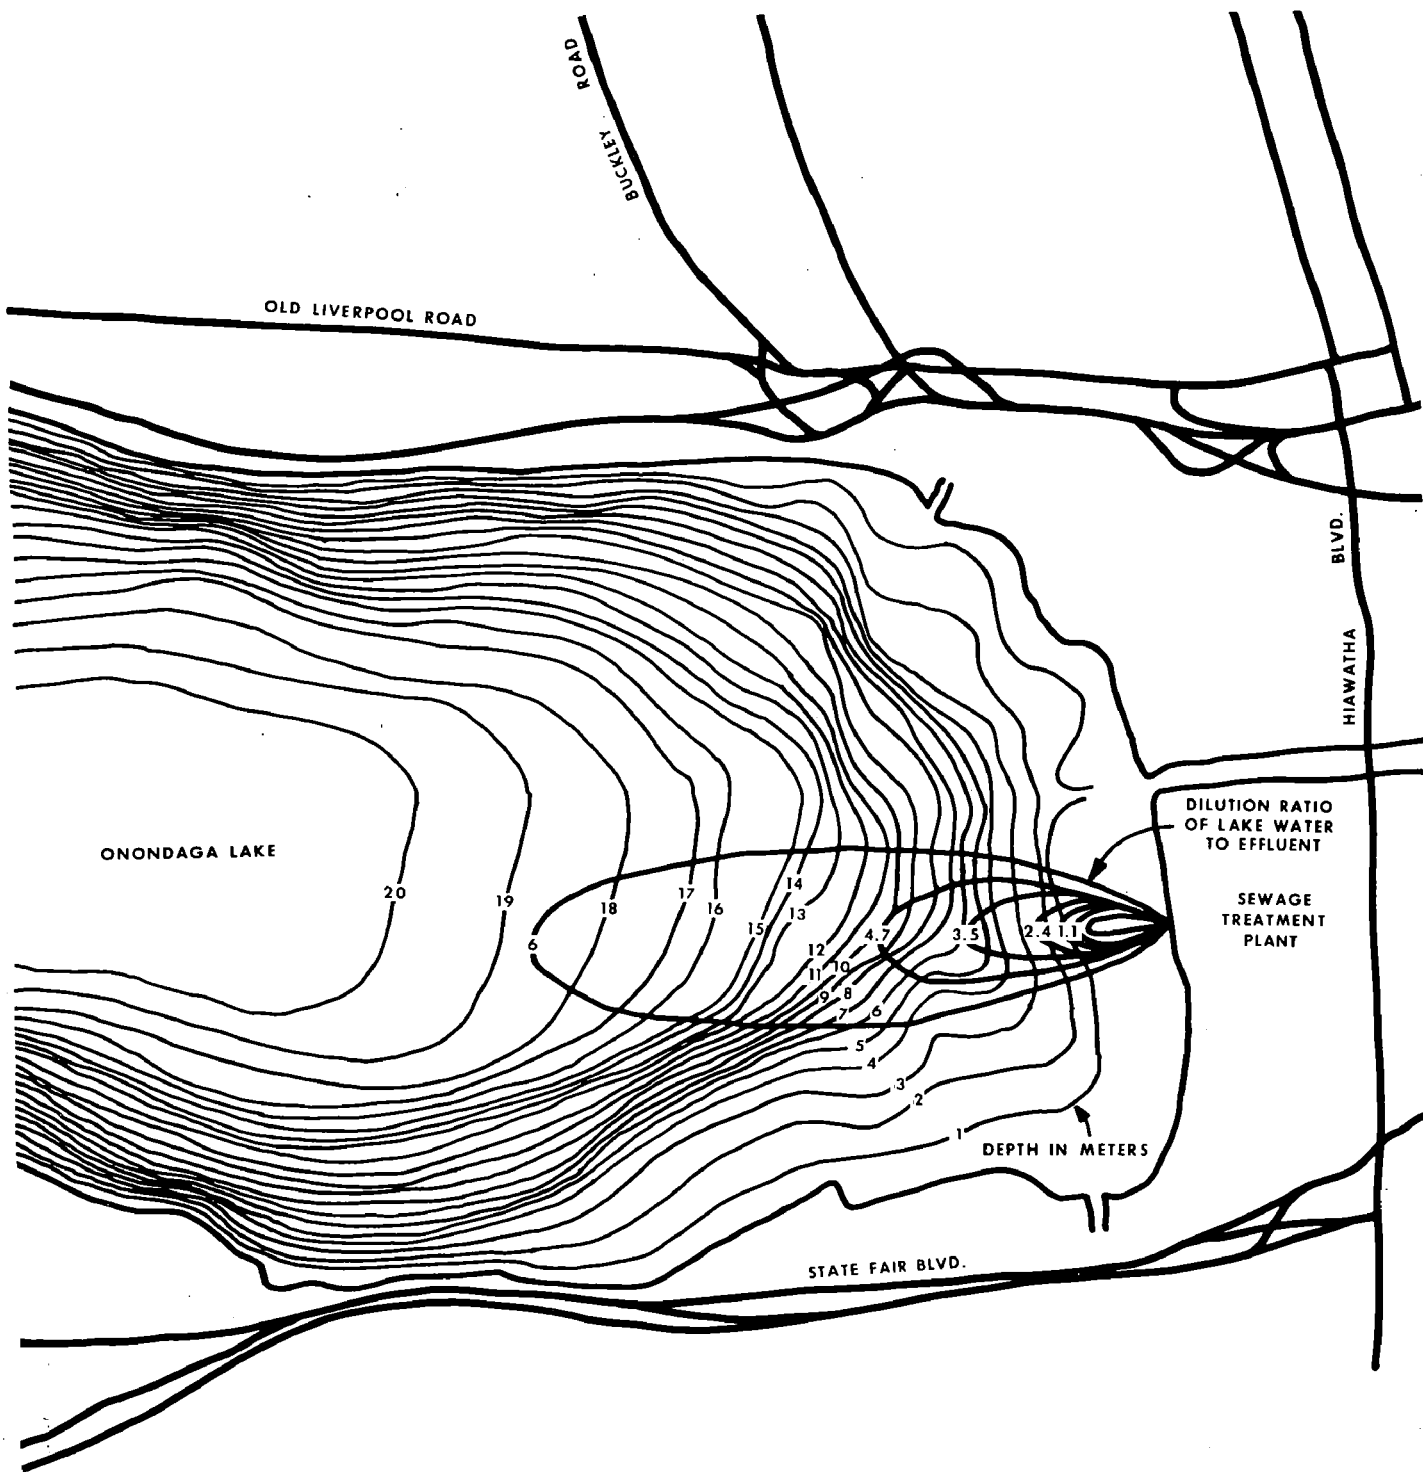 BUCKLEY ROAD
OLD LIVERPOOL ROAD
HIAWATHA BLVD.
DILUTION RATIO
OF LAKE WATER
TO EFFLUENT
ONONDAGA LAKE
SEWAGE
TREATMENT
PLANT
20
19
18
17
16
15
14
13
12
11
10
9
8
7
6
5
4
3
2
1
6
4.7
3.5
2.4
1.1
DEPTH IN METERS
STATE FAIR BLVD.